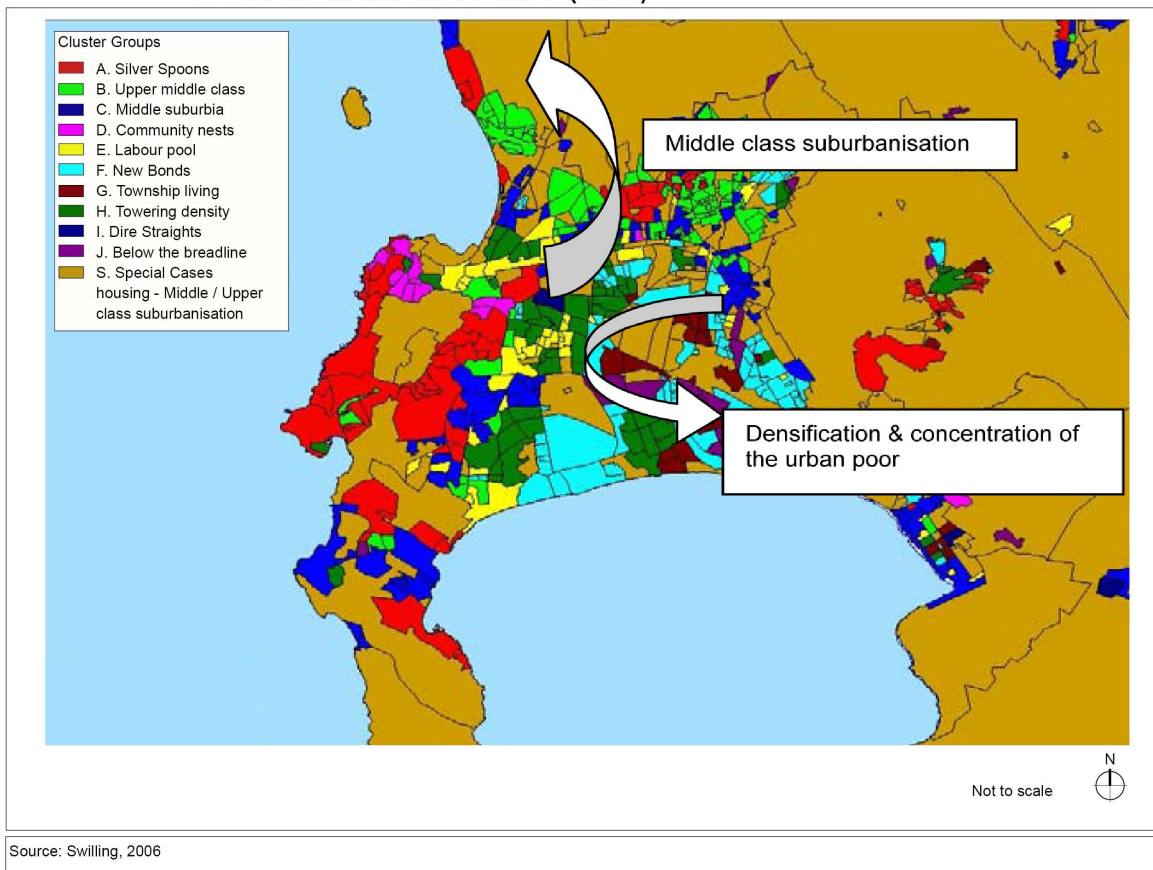 Cluster Groups
A. Silver Spoons
B. Upper middle class
C. Middle suburbia
D. Community nests
E. Labour pool
F. New Bonds
G. Township living
H. Towering density
I. Dire Straights
J. Below the breadline
S. Special Cases
housing - Middle / Upper
class suburbanisation
Middle class suburbanisation
Densification & concentration of
the urban poor
N
Not to scale
Source: Swilling, 2006